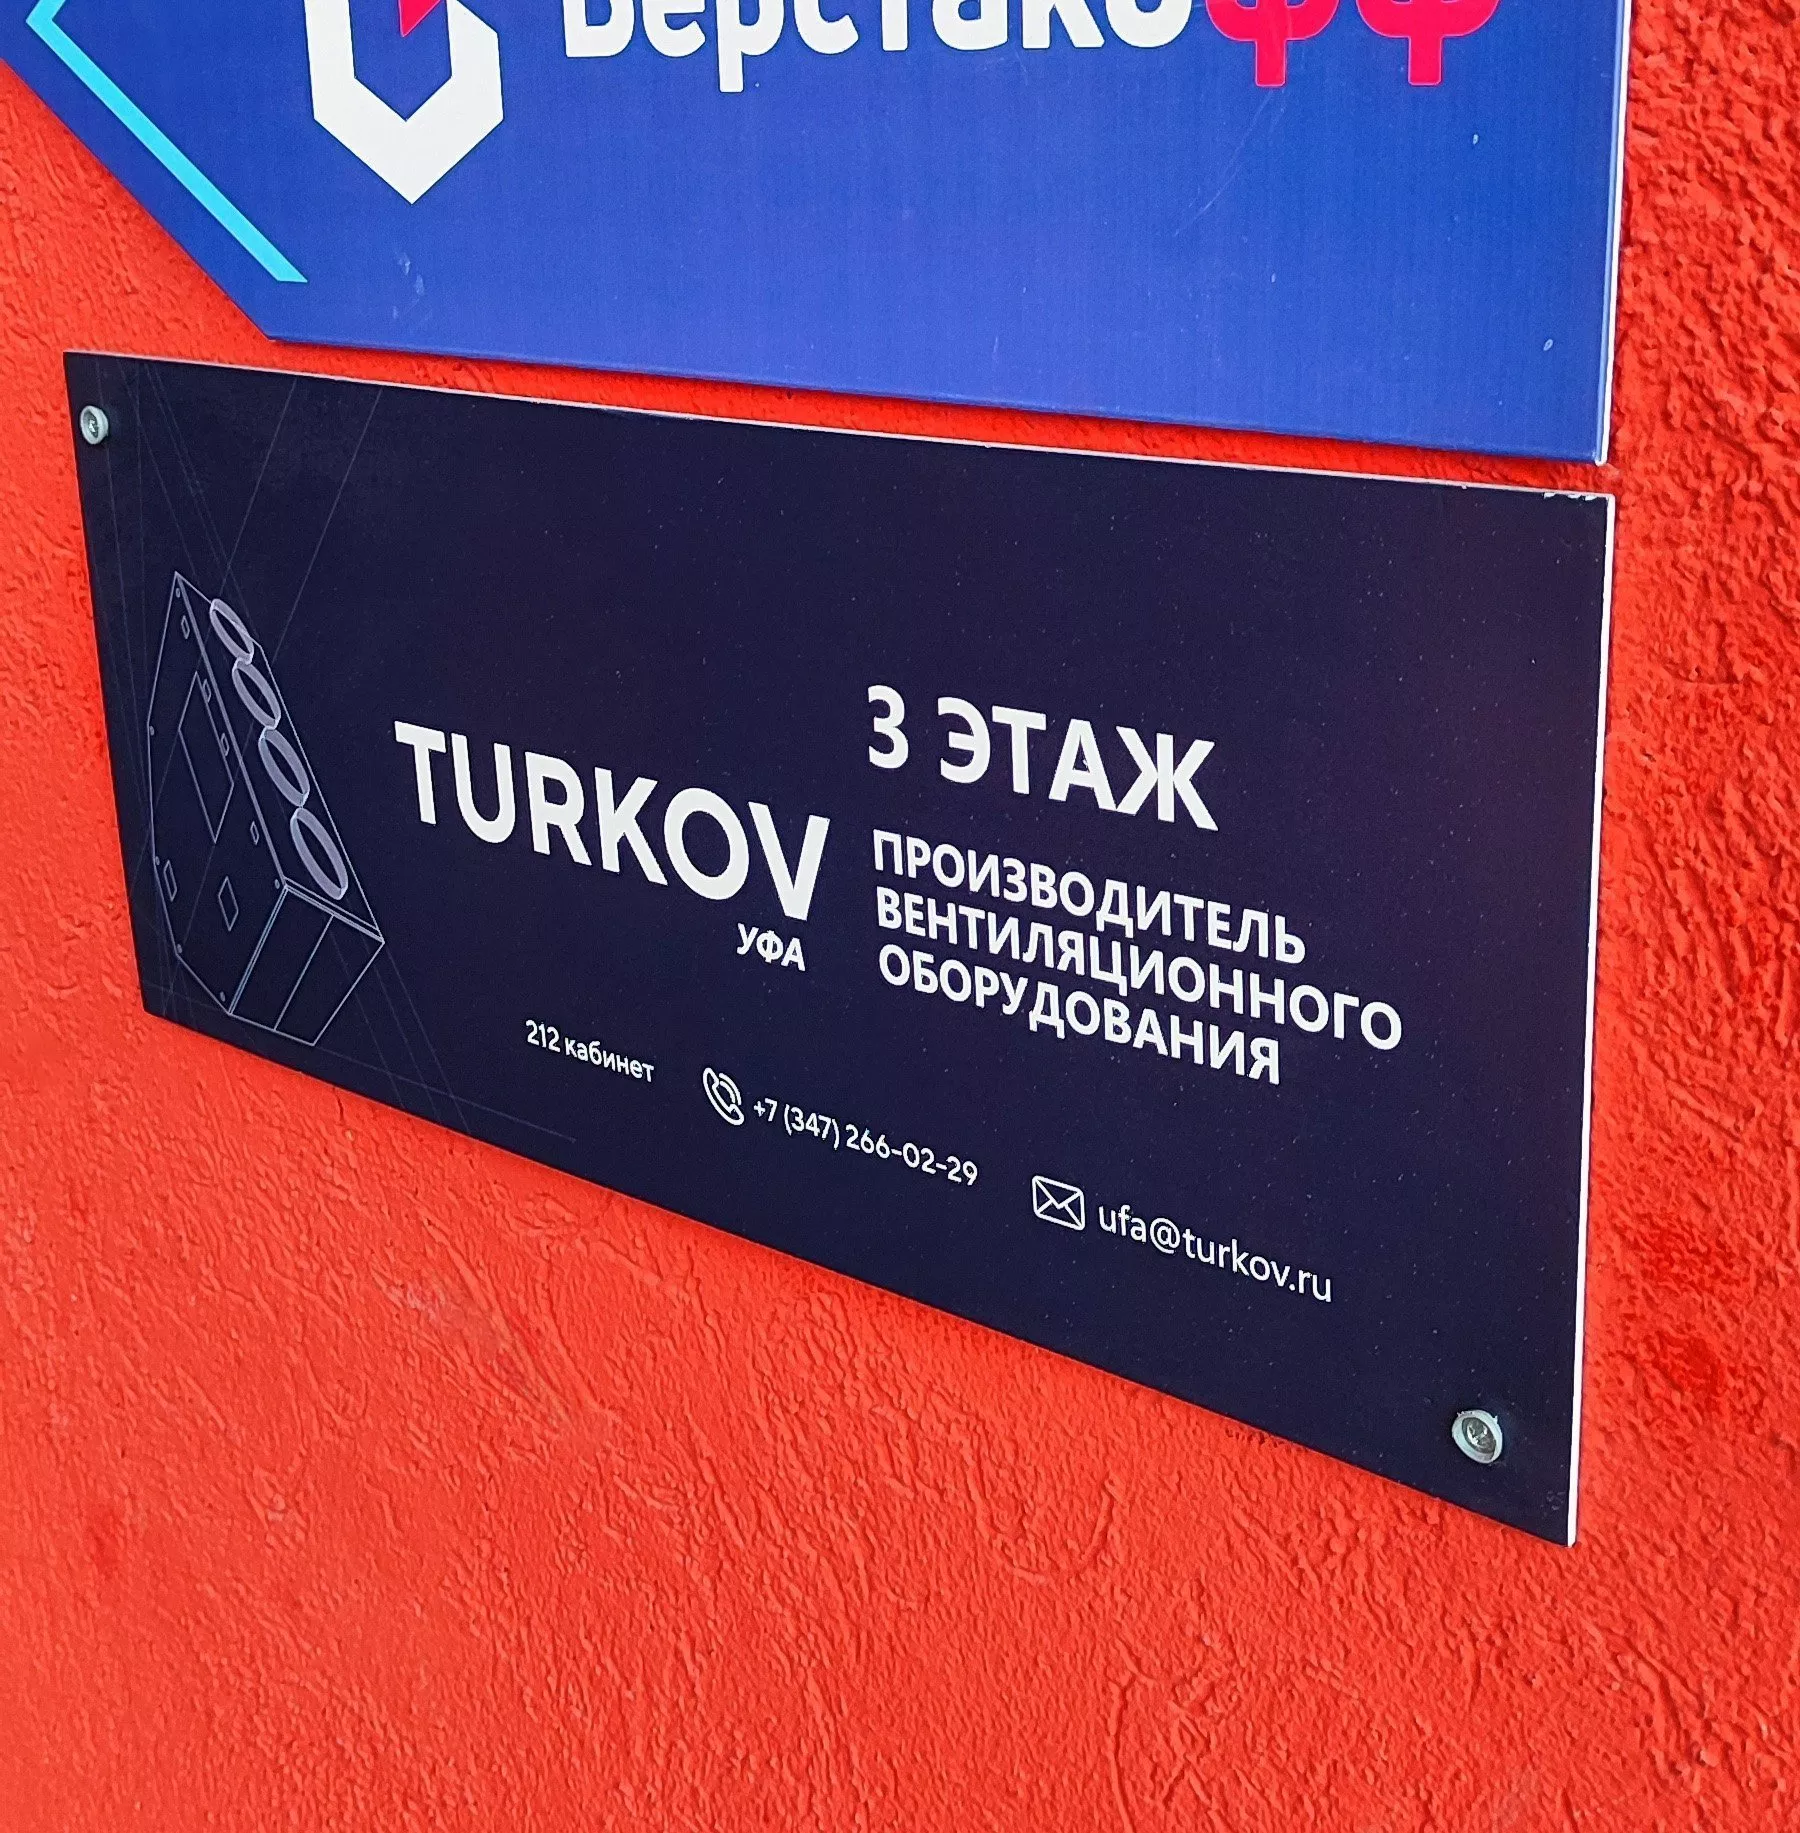 ВерстакоФФ
TURKOV
УФА
3 ЭТАЖ
ПРОИЗВОДИТЕЛЬ
ВЕНТИЛЯЦИОННОГО
ОБОРУДОВАНИЯ
212 кабинет
+7 (347) 266-02-29
ufa@turkov.ru